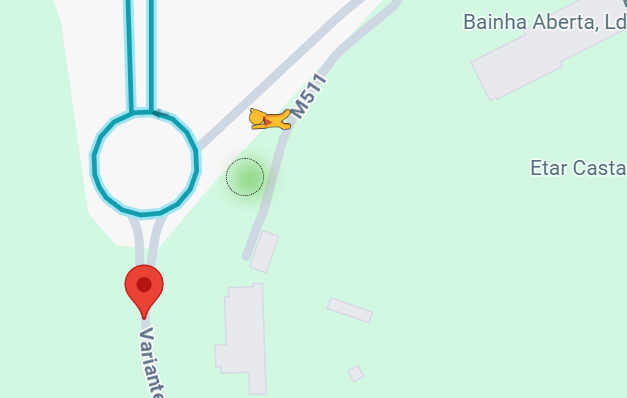 Bainha Aberta, Ld
M511
Etar Casta
Variante